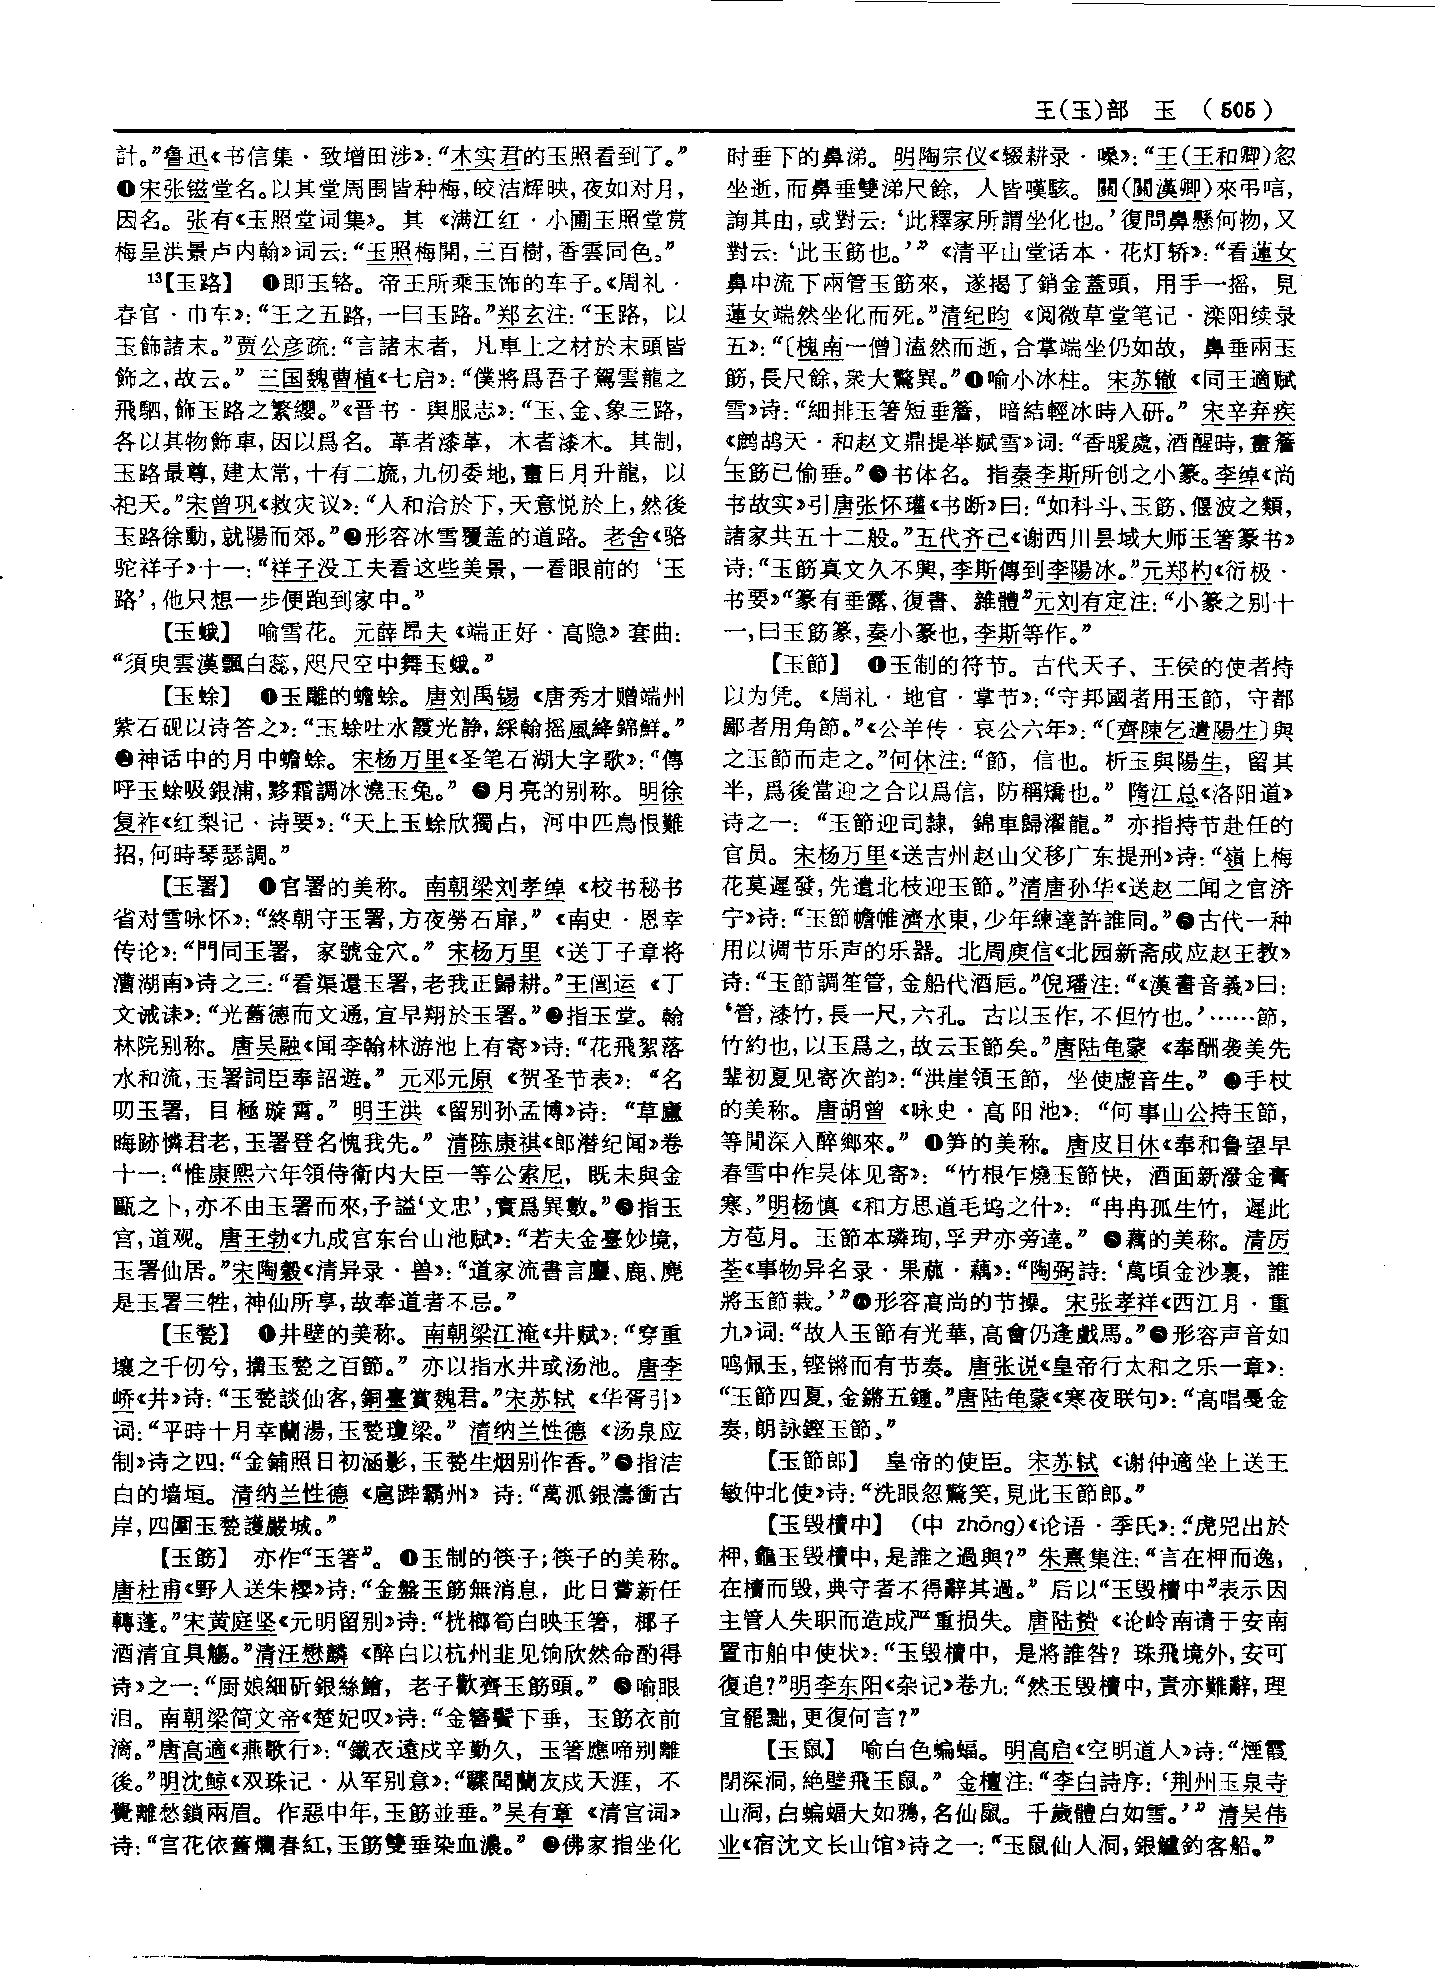 王(玉)部　玉　(505)
計。”鲁迅《书信集·致增田涉》：“木实君的玉照看到了。”
❹宋张镃堂名。以其堂周围皆种梅，皎洁辉映，夜如对月，
因名。张有《玉照堂词集》。其《满江红·小圃玉照堂赏
梅呈洪景卢内翰》词云：“玉照梅開，三百樹，香雲同色。”
13【玉路】　❶即玉辂。帝王所乘玉饰的车子。《周礼·
春官·巾车》：“王之五路，一曰玉路。”郑玄注：“玉路，以
玉飾諸末。”贾公彦疏：“言諸末者，凡車上之材於末頭皆
飾之，故云。”三国魏曹植《七启》：“僕將爲吾子駕雲龍之
飛駟，飾玉路之繁纓。”《晋书·舆服志》：“玉、金、象三路，
各以其物飾車，因以爲名。革者漆革，木者漆木。其制，
玉路最尊，建太常，十有二旒，九仞委地，畫日月升龍，以
祀天。”宋曾巩《救灾议》：“人和洽於下，天意悦於上，然後
玉路徐動，就陽而郊。”❷形容冰雪覆盖的道路。老舍《骆
驼祥子》十一：“祥子没工夫看这些美景，一看眼前的‘玉
路’，他只想一步便跑到家中。”
【玉蛾】　喻雪花。元薛昂夫《端正好·高隐》套曲：
“須臾雲漢飄白蕊，咫尺空中舞玉蛾。”
【玉蜍】　❶玉雕的蟾蜍。唐刘禹锡《唐秀才赠端州
紫石砚以诗答之》：“玉蜍吐水霞光静，綵翰摇風絳錦鮮。”
❷神话中的月中蟾蜍。宋杨万里《圣笔石湖大字歌》：“傳
呼玉蜍吸銀浦，夥霜調冰澆玉兔。”❸月亮的别称。明徐
复祚《红梨记·诗要》：“天上玉蜍欣獨占，河中匹鳥恨難
招，何時琴瑟調。”
【玉署】　❶官署的美称。南朝梁刘孝绰《校书秘书
省对雪咏怀》：“終朝守玉署，方夜勞石扉。”《南史·恩幸
传论》：“門同玉署，家號金穴。”宋杨万里《送丁子章将
漕湖南》诗之三：“看渠還玉署，老我正歸耕。”王闿运《丁
文诚诔》：“光舊德而文通，宜早翔於玉署。”❷指玉堂。翰
林院别称。唐吴融《闻李翰林游池上有寄》诗：“花飛絮落
水和流，玉署詞臣奉詔遊。”元邓元原《贺圣节表》：“名
叨玉署，目極璇霄。”明王洪《留别孙孟博》诗：“草廬
晦跡憐君老，玉署登名愧我先。”清陈康祺《郎潜纪闻》卷
十一：“惟康熙六年領侍衛内大臣一等公索尼，既未與金
甌之卜，亦不由玉署而來，予謚‘文忠’，實爲異數。”❸指玉
宫，道观。唐王勃《九成宫东台山池赋》：“若夫金臺妙境，
玉署仙居。”宋陶穀《清异录·兽》：“道家流書言麞、鹿、麂
是玉署三牲，神仙所享，故奉道者不忌。”
【玉甃】　❶井壁的美称。南朝梁江淹《井赋》：“穿重
壤之千仞兮，搆玉甃之百節。”亦以指水井或汤池。唐李
峤《井》诗：“玉甃談仙客，銅臺賞魏君。”宋苏轼《华胥引》
词：“平時十月幸蘭湯，玉甃瓊梁。”清纳兰性德《汤泉应
制》诗之四：“金鋪照日初涵影，玉甃生烟别作香。”❷指洁
白的墙垣。清纳兰性德《扈跸霸州》诗：“萬派銀濤衝古
岸，四圍玉甃護嚴城。”
【玉筯】　亦作“玉箸”。❶玉制的筷子；筷子的美称。
唐杜甫《野人送朱樱》诗：“金盤玉筯無消息，此日嘗新任
轉蓬。”宋黄庭坚《元明留别》诗：“桄榔筍白映玉箸，椰子
酒清宜具觴。”清汪懋麟《醉白以杭州韭见饷欣然命酌得
诗》之一：“厨娘細斫銀絲鱠，老子歡齊玉筯頭。”❷喻眼
泪。南朝梁简文帝《楚妃叹》诗：“金簪鬢下垂，玉筯衣前
滴。”唐高適《燕歌行》：“鐵衣遠戍辛勤久，玉箸應啼别離
後。”明沈鲸《双珠记·从军别意》：“驟聞蘭友戍天涯，不
覺離愁鎖兩眉。作惡中年，玉筯並垂。”吴有章《清宫词》
诗：“宫花依舊爛春紅，玉筯雙垂染血濃。”❸佛家指坐化
时垂下的鼻涕。明陶宗仪《辍耕录·嗓》：“王(王和卿)忽
坐逝，而鼻垂雙涕尺餘，人皆嘆駭。關(關漢卿)來弔唁，
詢其由，或對云：‘此釋家所謂坐化也。’復問鼻懸何物，又
對云：‘此玉筯也。’”《清平山堂话本·花灯轿》：“看蓮女
鼻中流下兩管玉筯來，遂揭了銷金蓋頭，用手一摇，見
蓮女端然坐化而死。”清纪昀《阅微草堂笔记·滦阳续录
五》：“〔槐南一僧〕溘然而逝，合掌端坐仍如故，鼻垂兩玉
筯，長尺餘，衆大驚異。”❹喻小冰柱。宋苏辙《同王適赋
雪》诗：“細排玉箸短垂簷，暗結輕冰時入研。”宋辛弃疾
《鹧鸪天·和赵文鼎提举赋雪》词：“香暖處，酒醒時，畫簷
玉筯已偷垂。”❺书体名。指秦李斯所创之小篆。李绰《尚
书故实》引唐张怀瓘《书断》曰：“如科斗、玉筯、偃波之類，
諸家共五十二般。”五代齐己《谢西川昙域大师玉箸篆书》
诗：“玉筯真文久不興，李斯傳到李陽冰。”元郑杓《衍极·
书要》“篆有垂露、復書、雜體”元刘有定注：“小篆之别十
一，曰玉筯篆，秦小篆也，李斯等作。”
【玉節】　❶玉制的符节。古代天子、王侯的使者持
以为凭。《周礼·地官·掌节》：“守邦國者用玉節，守都
鄙者用角節。”《公羊传·哀公六年》：“〔齊陳乞遣陽生〕與
之玉節而走之。”何休注：“節，信也。析玉與陽生，留其
半，爲後當迎之合以爲信，防稱矯也。”隋江总《洛阳道》
诗之一：“玉節迎司隸，錦車歸濯龍。”亦指持节赴任的
官员。宋杨万里《送吉州赵山父移广东提刑》诗：“嶺上梅
花莫遲發，先遣北枝迎玉節。”清唐孙华《送赵二闻之官济
宁》诗：“玉節幨帷濟水東，少年練達許誰同。”❷古代一种
用以调节乐声的乐器。北周庾信《北园新斋成应赵王教》
诗：“玉節調笙管，金船代酒巵。”倪璠注：“《漢書音義》曰：
‘管，漆竹，長一尺，六孔。古以玉作，不但竹也。’……節，
竹約也，以玉爲之，故云玉節矣。”唐陆龟蒙《奉酬袭美先
辈初夏见寄次韵》：“洪崖領玉節，坐使虚音生。”❸手杖
的美称。唐胡曾《咏史·高阳池》：“何事山公持玉節，
等閒深入醉鄉來。”❹笋的美称。唐皮日休《奉和鲁望早
春雪中作吴体见寄》：“竹根乍燒玉節快，酒面新潑金膏
寒。”明杨慎《和方思道毛坞之什》：“冉冉孤生竹，遲此
方苞月。玉節本璘珣，孚尹亦旁達。”❺藕的美称。清厉
荃《事物异名录·果蓏·藕》：“陶弼詩：‘萬頃金沙裏，誰
將玉節栽。’”❻形容高尚的节操。宋张孝祥《西江月·重
九》词：“故人玉節有光華，高會仍逢戲馬。”❼形容声音如
鸣佩玉，铿锵而有节奏。唐张说《皇帝行太和之乐一章》：
“玉節四夏，金鏘五鍾。”唐陆龟蒙《寒夜联句》：“高唱戛金
奏，朗詠鏗玉節。”
【玉節郎】　皇帝的使臣。宋苏轼《谢仲適坐上送王
敏仲北使》诗：“洗眼忽驚笑，見此玉節郎。”
【玉毁櫝中】　(中 zhōng)《论语·季氏》：“虎兕出於
柙，龜玉毁櫝中，是誰之過與？”朱熹集注：“言在柙而逸，
在櫝而毁，典守者不得辭其過。”后以“玉毁櫝中”表示因
主管人失职而造成严重损失。唐陆贽《论岭南请于安南
置市舶中使状》：“玉毁櫝中，是將誰咎？珠飛境外，安可
復追？”明李东阳《杂记》卷九：“然玉毁櫝中，責亦難辭，理
宜罷黜，更復何言？”
【玉鼠】　喻白色蝙蝠。明高启《空明道人》诗：“煙霞
閉深洞，絶壁飛玉鼠。”金檀注：“李白詩序：‘荆州玉泉寺
山洞，白蝙蝠大如鴉，名仙鼠。千歲體白如雪。’”清吴伟
业《宿沈文长山馆》诗之一：“玉鼠仙人洞，銀鱸釣客船。”